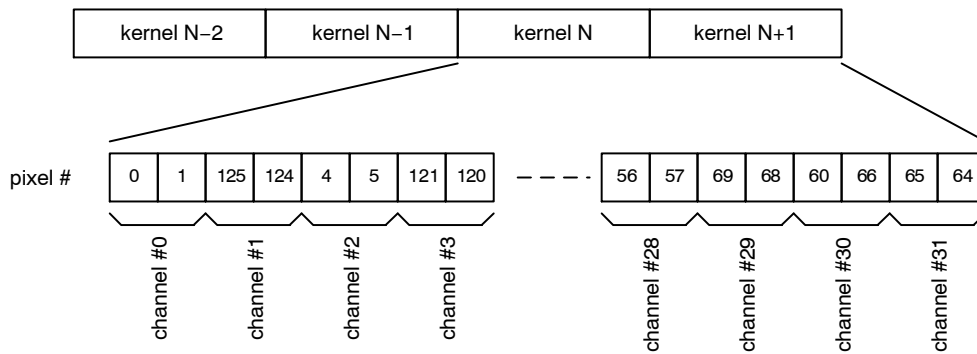 kernel N−2 kernel N−1 kernel N kernel N+1
pixel # 0 1 125 124 4 5 121 120 56 57 69 68 60 66 65 64
channel #0 channel #1 channel #2 channel #3 channel #28 channel #29 channel #30 channel #31